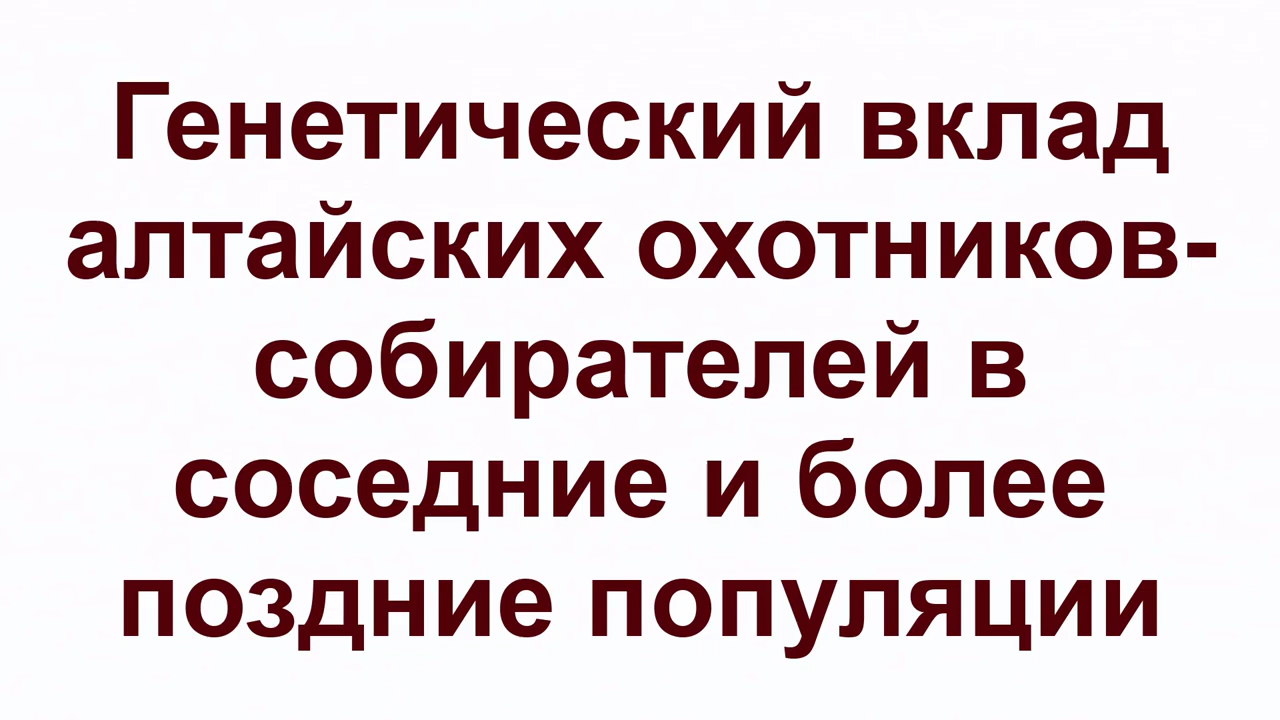 Генетический вклад
алтайских охотников-
собирателей в
соседние и более
поздние популяции